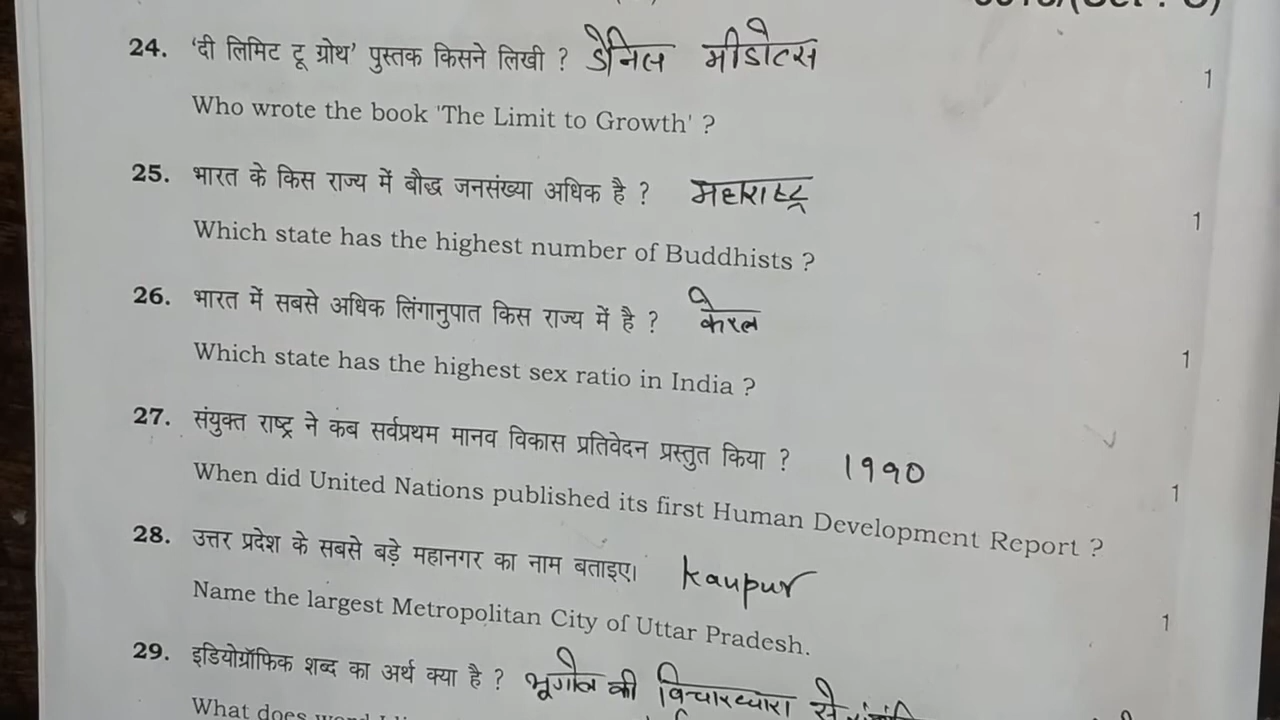 24. 'दी लिमिट टू ग्रोथ' पुस्तक किसने लिखी ? डेनिल मीडोटस
1
Who wrote the book 'The Limit to Growth' ?
25. भारत के किस राज्य में बौद्ध जनसंख्या अधिक है ? महाराष्ट्र
1
Which state has the highest number of Buddhists ?
26. भारत में सबसे अधिक लिंगानुपात किस राज्य में है ? केरल
1
Which state has the highest sex ratio in India ?
27. संयुक्त राष्ट्र ने कब सर्वप्रथम मानव विकास प्रतिवेदन प्रस्तुत किया ? 1990
1
When did United Nations published its first Human Development Report ?
28. उत्तर प्रदेश के सबसे बड़े महानगर का नाम बताइए। Kanpur
1
Name the largest Metropolitan City of Uttar Pradesh.
29. इडियोग्रॉफिक शब्द का अर्थ क्या है ? भूगोल की विचारधारा से
What does word